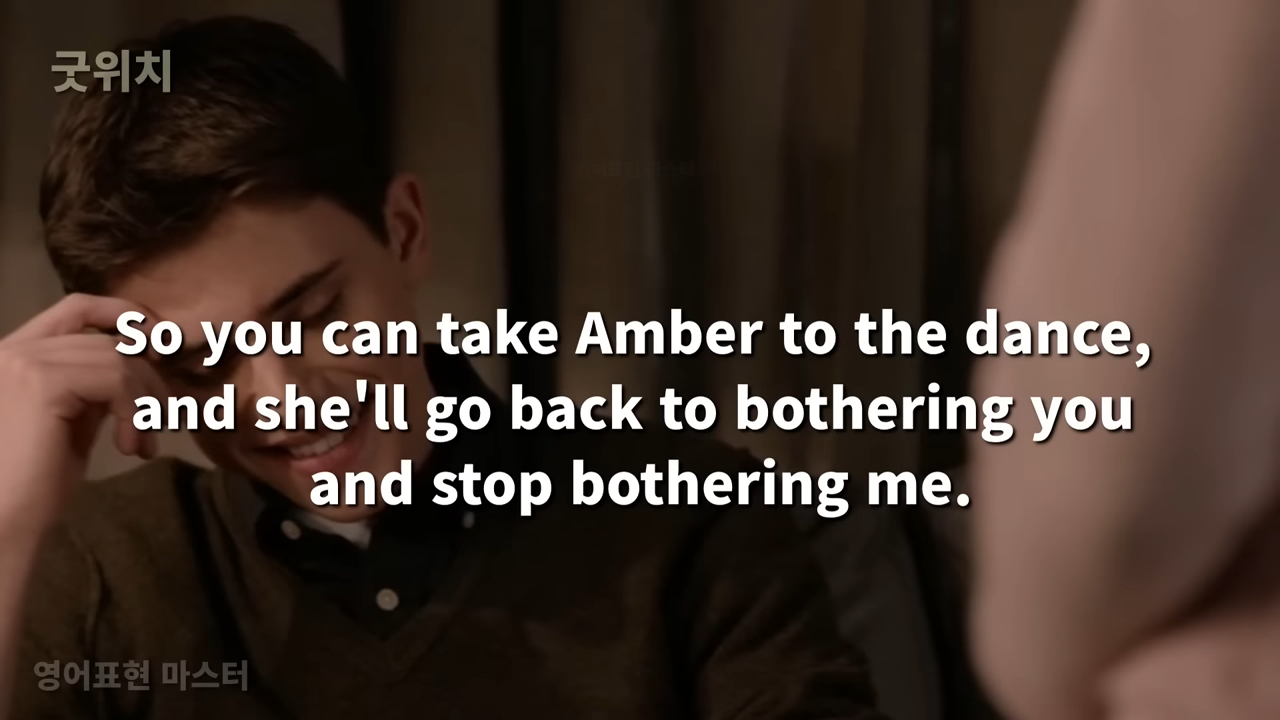 굿위치
So you can take Amber to the dance,
and she'll go back to bothering you
and stop bothering me.
영어표현 마스터